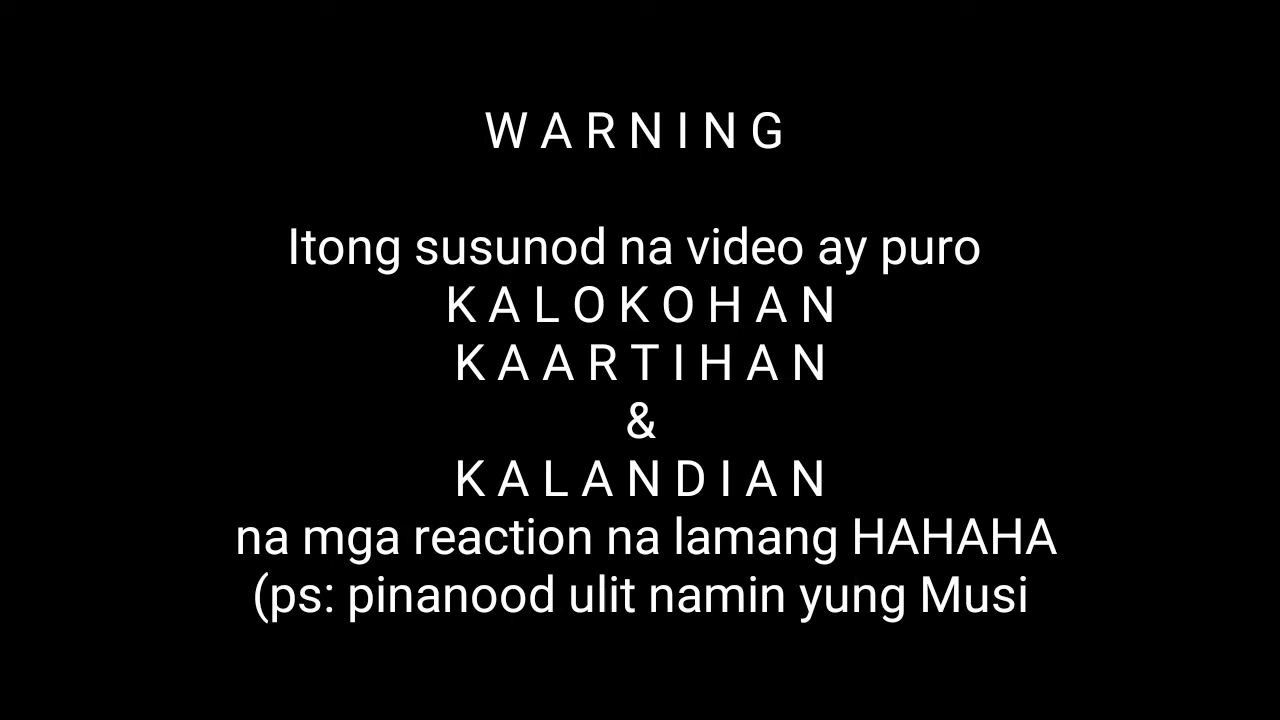 W A R N I N G
Itong susunod na video ay puro
K A L O K O H A N
K A A R T I H A N
&
K A L A N D I A N
na mga reaction na lamang HAHAHA
(ps: pinanood ulit namin yung Musi